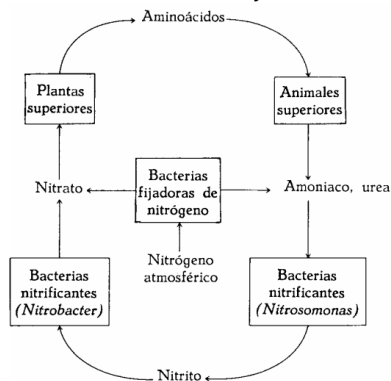 Aminoácidos
Plantas
superiores
Animales
superiores
Bacterias
fijadoras de
nitrógeno
Nitrato
Amoniaco, urea
Nitrógeno
atmosférico
Bacterias
nitrificantes
(Nitrobacter)
Bacterias
nitrificantes
(Nitrosomonas)
Nitrito